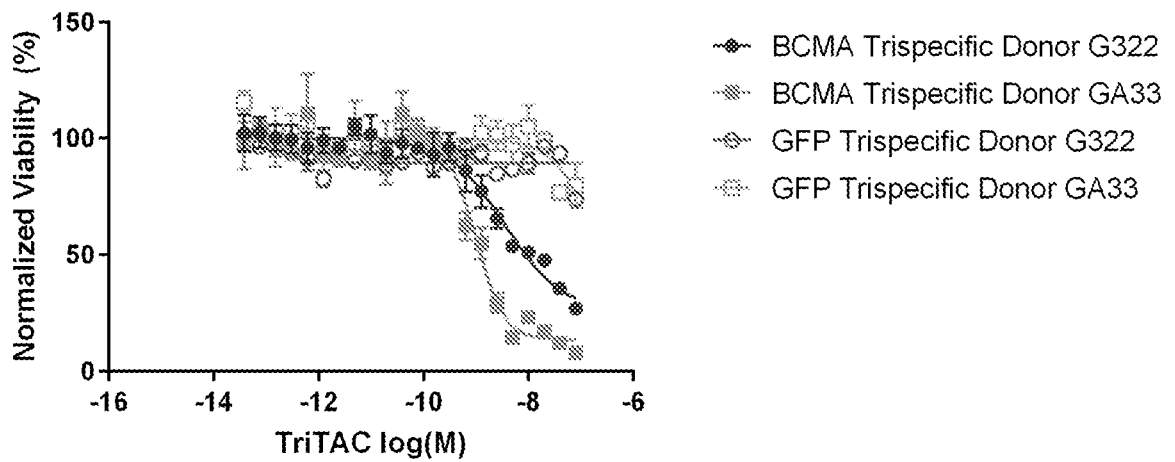 150
100
50
0
Normalized Viability (%)
-16 -14 -12 -10 -8 -6
TriTAC log(M)
BCMA Trispecific Donor G322
BCMA Trispecific Donor GA33
GFP Trispecific Donor G322
GFP Trispecific Donor GA33